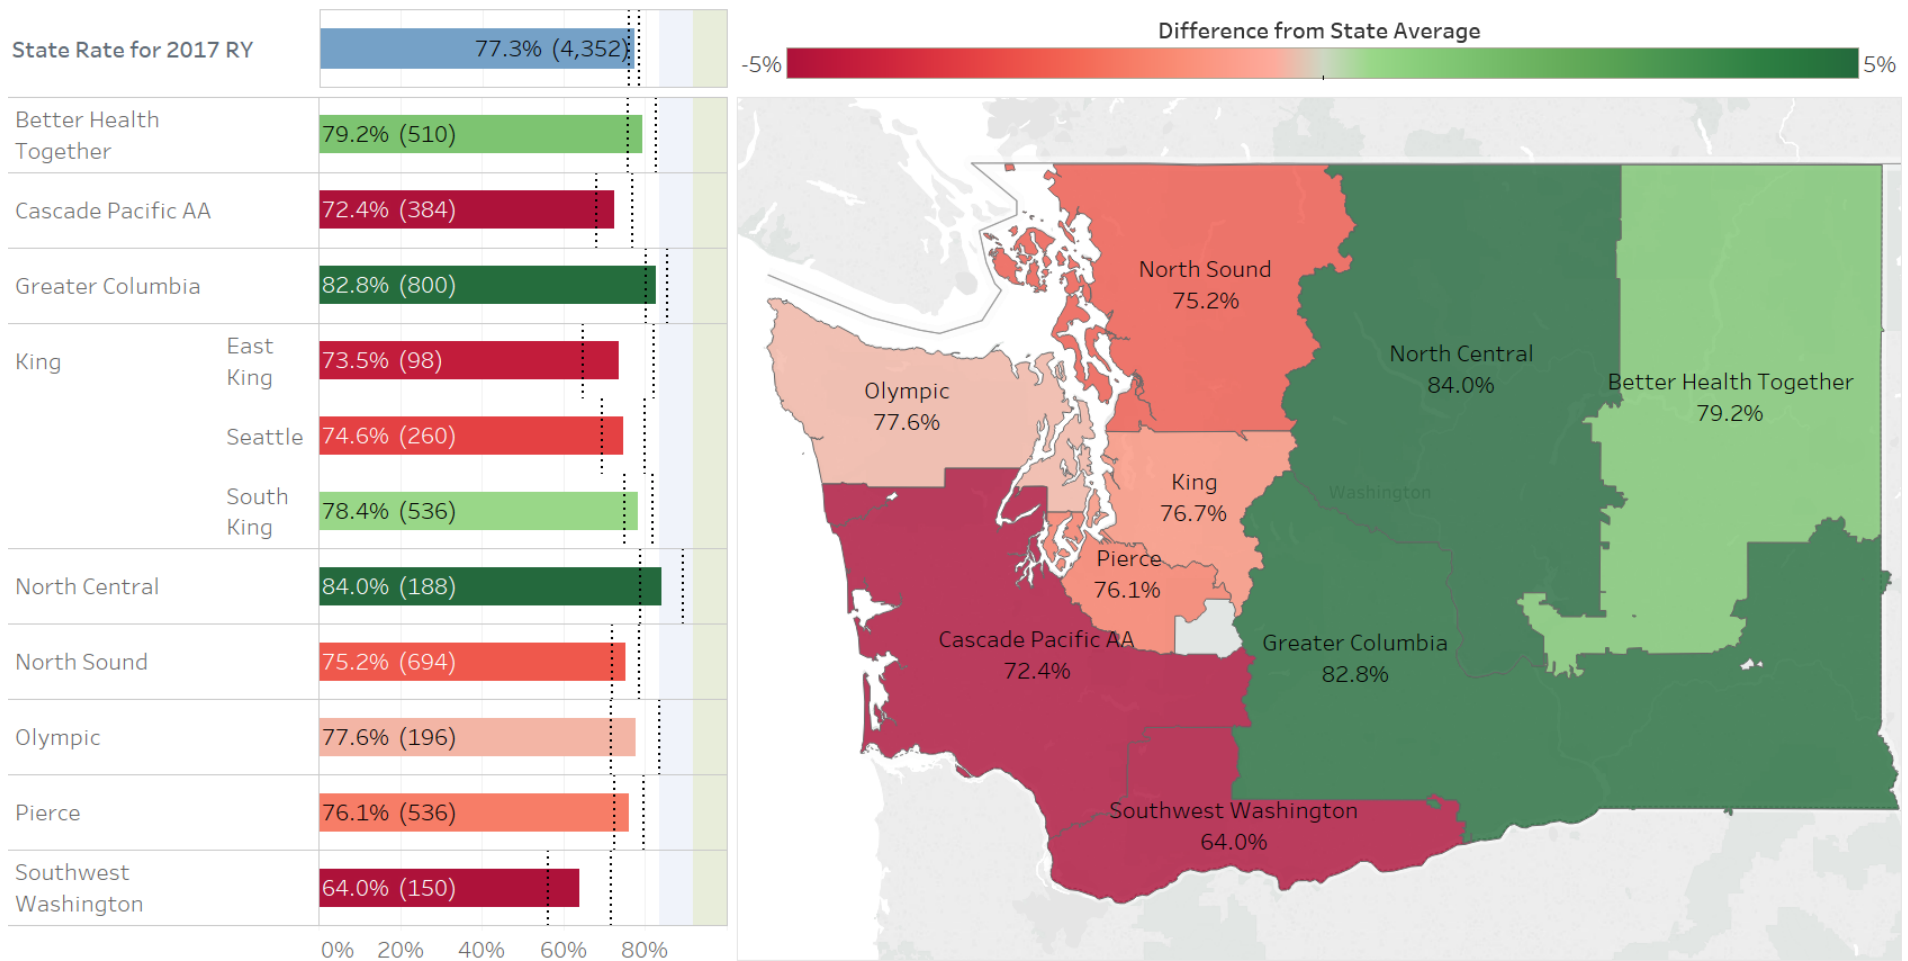 State Rate for 2017 RY
77.3% (4,352)
Better Health
Together
79.2% (510)
Cascade Pacific AA
72.4% (384)
Greater Columbia
82.8% (800)
King
East
King
73.5% (98)
Seattle
74.6% (260)
South
King
78.4% (536)
North Central
84.0% (188)
North Sound
75.2% (694)
Olympic
77.6% (196)
Pierce
76.1% (536)
Southwest
Washington
64.0% (150)
0% 20% 40% 60% 80%
Difference from State Average
-5%
5%
North Sound
75.2%
North Central
84.0%
Better Health Together
79.2%
Olympic
77.6%
King
76.7%
Washington
Pierce
76.1%
Cascade Pacific AA
72.4%
Greater Columbia
82.8%
Southwest Washington
64.0%